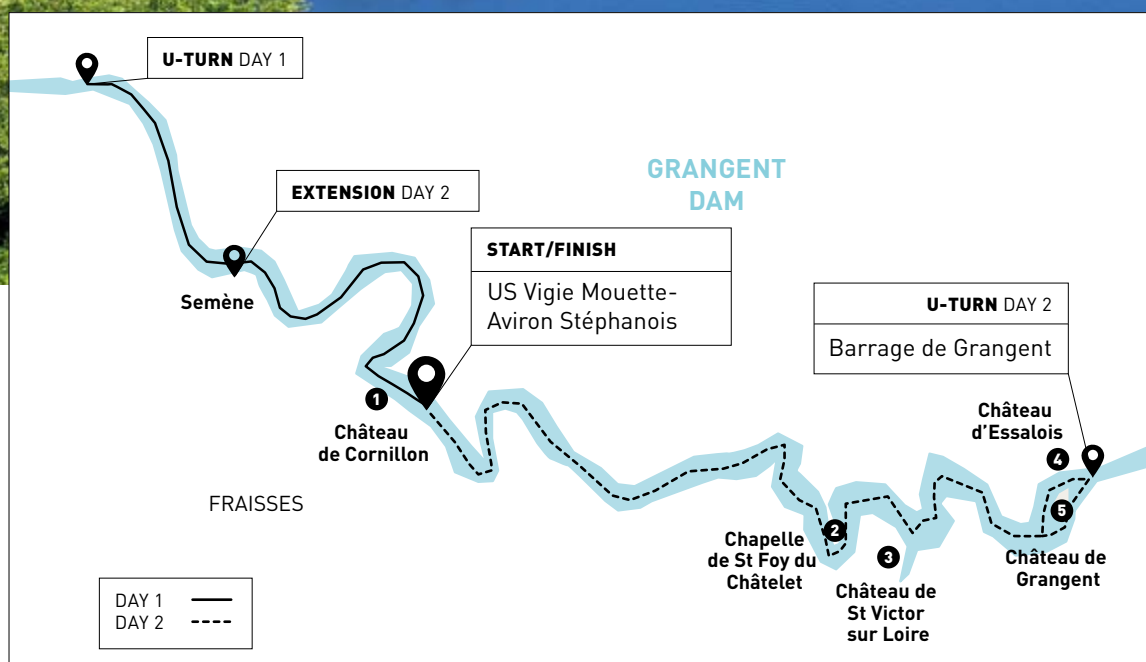 U-TURN DAY 1
EXTENSION DAY 2
GRANGENT
DAM
START/FINISH
US Vigie Mouette-
Aviron Stéphanois
U-TURN DAY 2
Barrage de Grangent
Semène
1
Château
de Cornillon
Château
d'Essalois
4
5
FRAISSES
2
Chapelle
de St Foy du
Châtelet
3
Château de
St Victor
sur Loire
Château de
Grangent
DAY 1
DAY 2